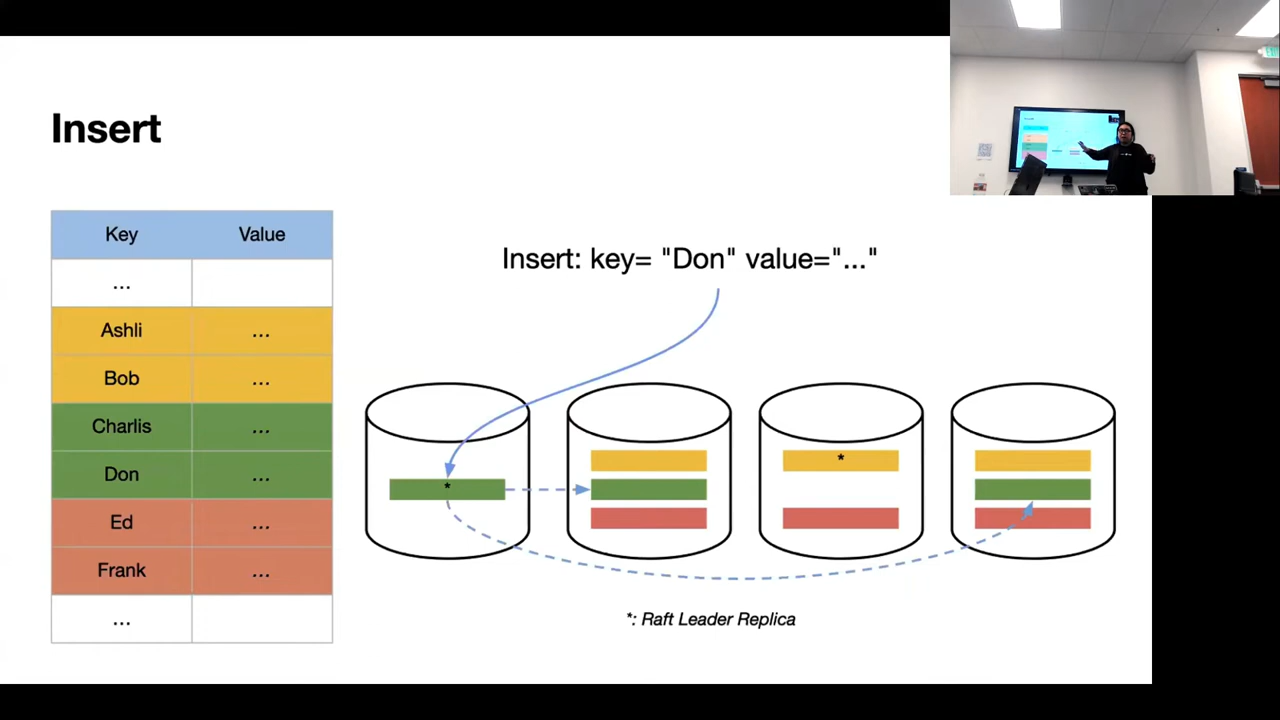 Insert
Key Value
...
Ashli ...
Bob ...
Charlis ...
Don ...
Ed ...
Frank ...
...
Insert: key= "Don" value="..."
*
*
*: Raft Leader Replica